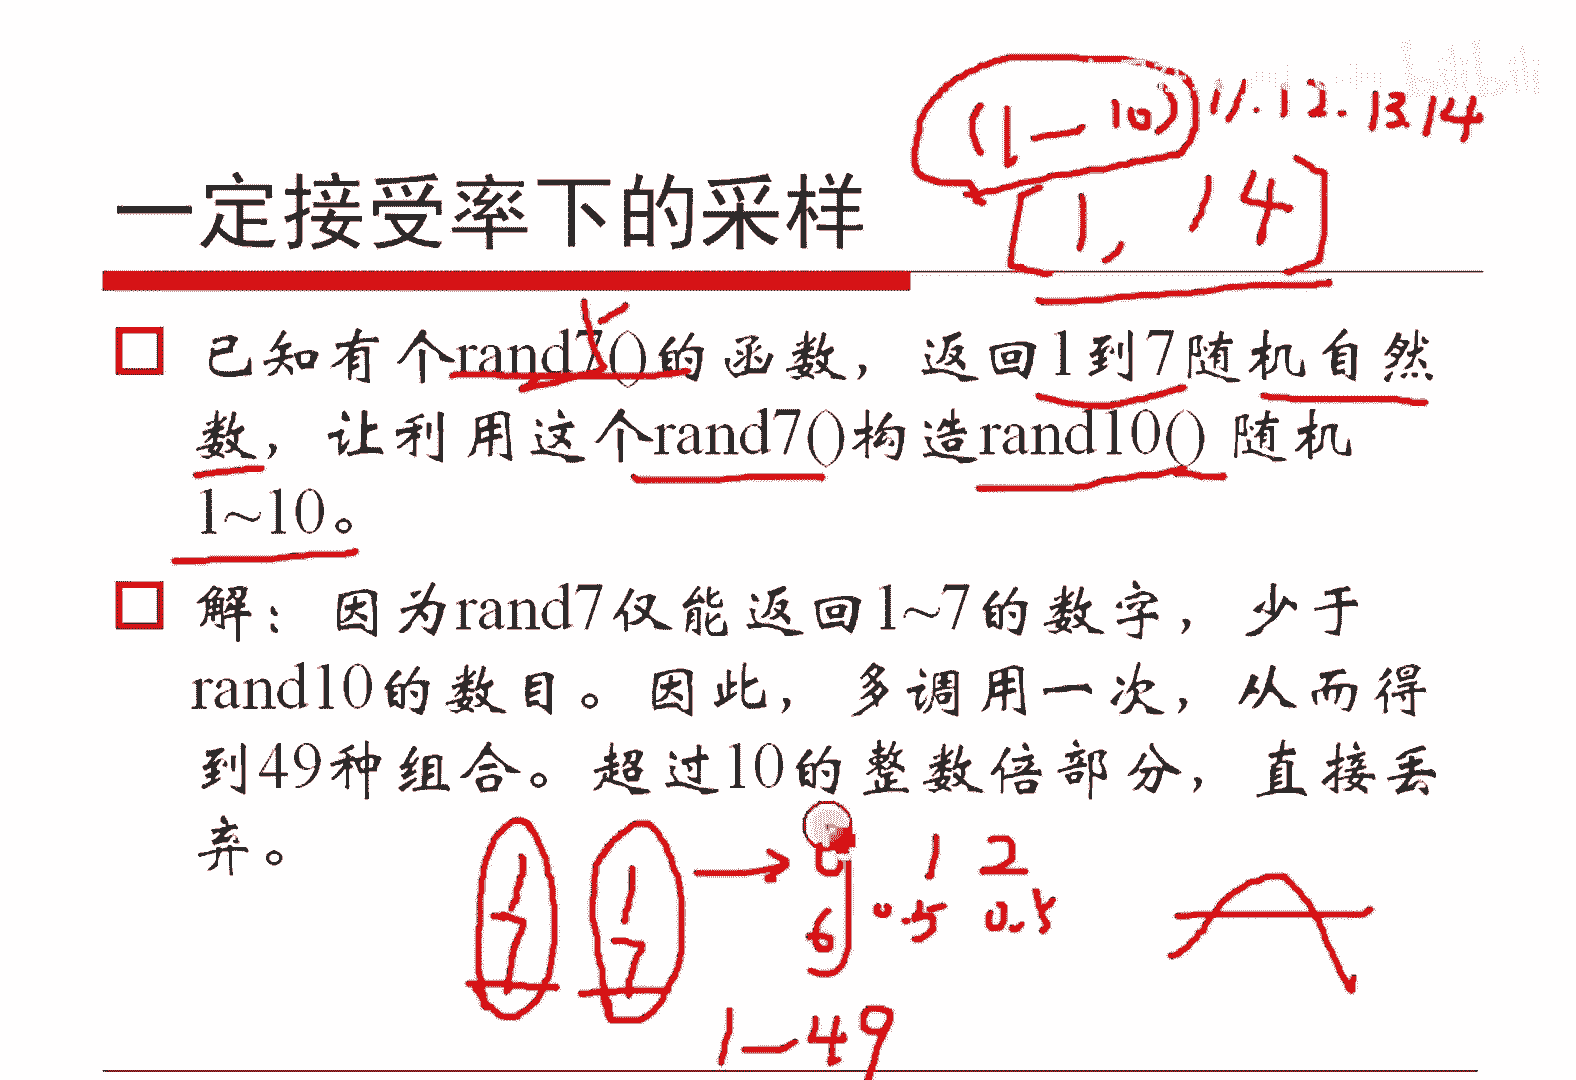 (1—10) 11.12.13 14
一定接受率下的采样
[1, 14]
5
已知有个rand7()的函数，返回1到7随机自然
数，让利用这个rand7()构造rand10() 随机
1~10。
解：因为rand7仅能返回1~7的数字，少于
rand10的数目。因此，多调用一次，从而得
到49种组合。超过10的整数倍部分，直接丢
弃。
1 7 1 7 → 6 1 2
0.5 0.5
1—49